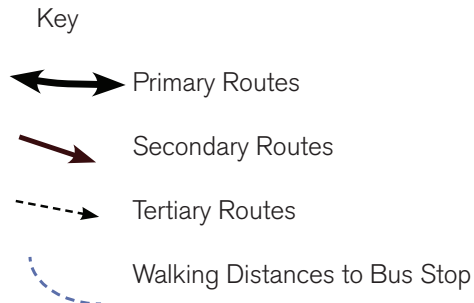 Key
Primary Routes
Secondary Routes
Tertiary Routes
Walking Distances to Bus Stop